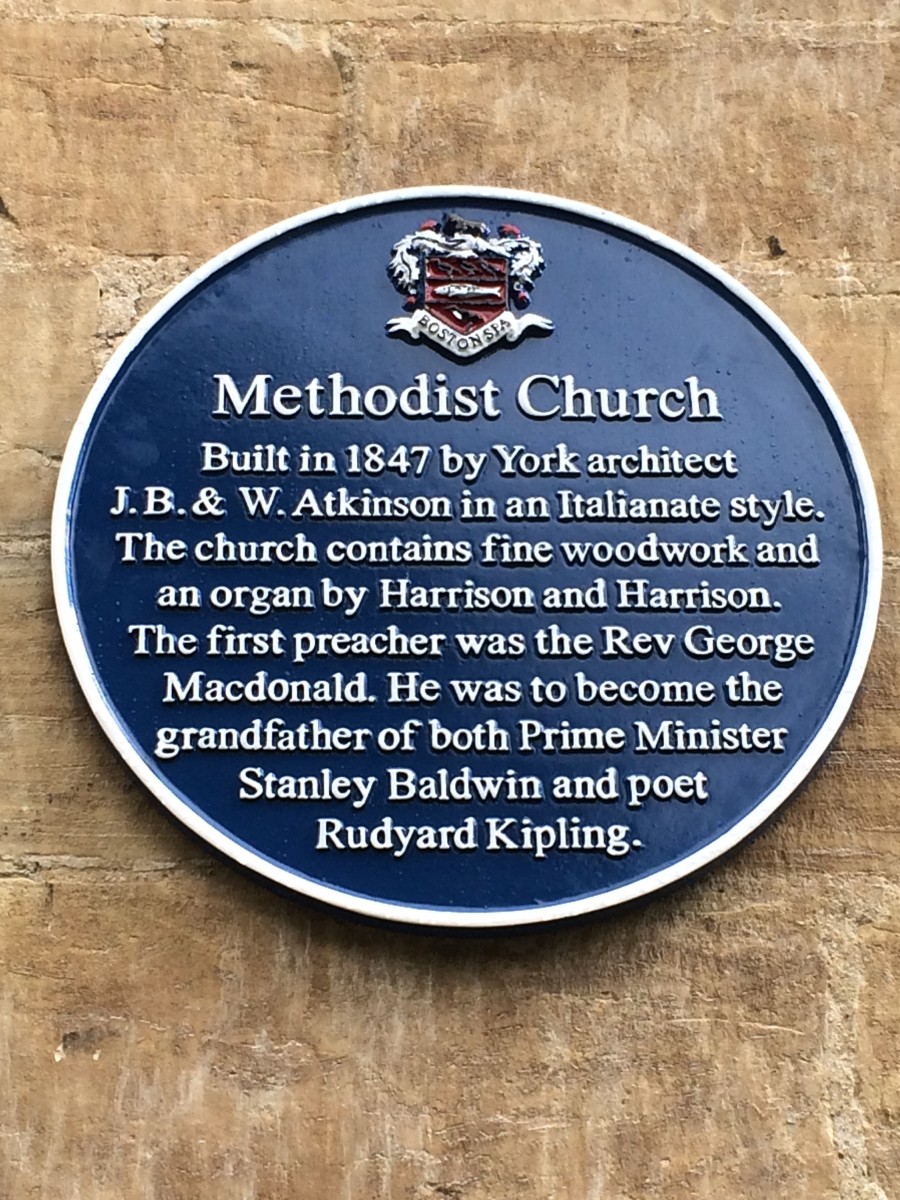 BOSTON SPA
Methodist Church
Built in 1847 by York architect
J.B. & W. Atkinson in an Italianate style.
The church contains fine woodwork and
an organ by Harrison and Harrison.
The first preacher was the Rev George
Macdonald. He was to become the
grandfather of both Prime Minister
Stanley Baldwin and poet
Rudyard Kipling.